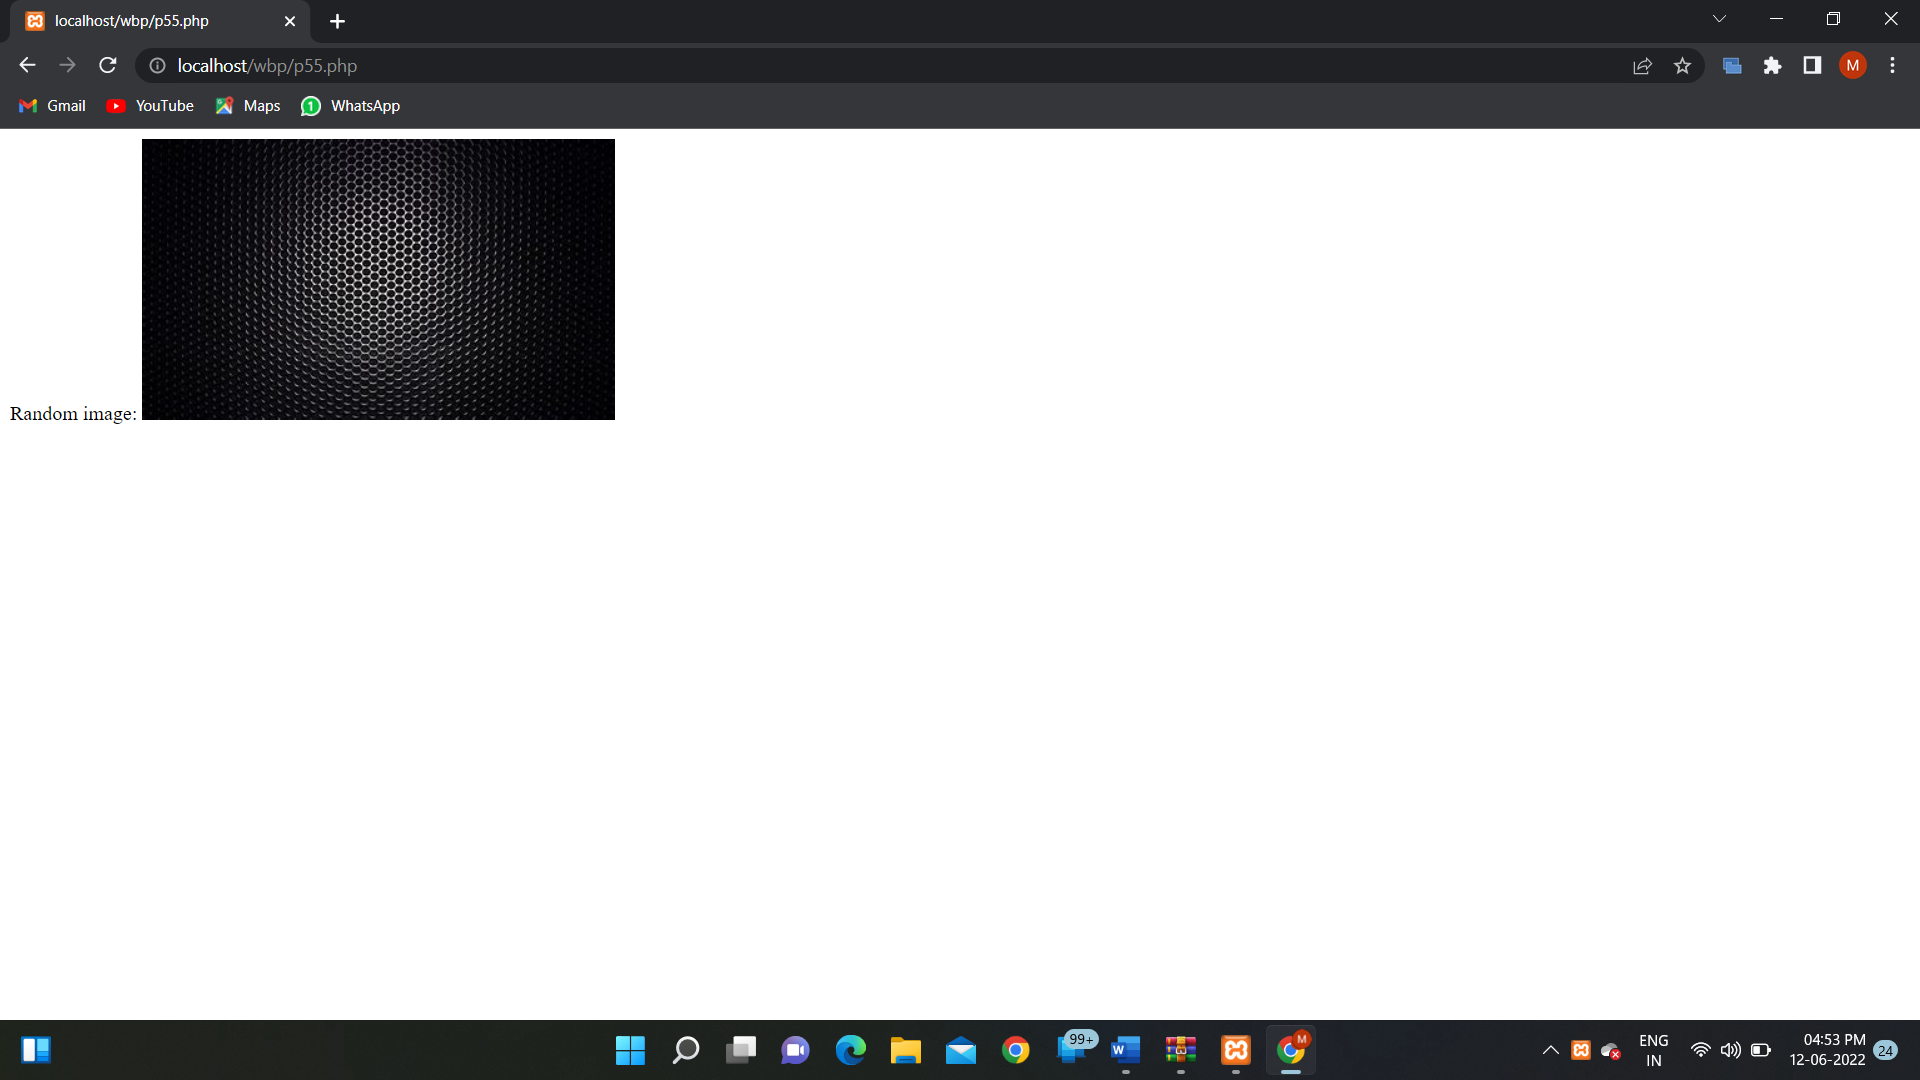 localhost/wbp/p55.php
localhost/wbp/p55.php
M
Gmail
YouTube
Maps
1
WhatsApp
Random image:
99+
W
M
ENG
IN
04:53 PM
12-06-2022
24